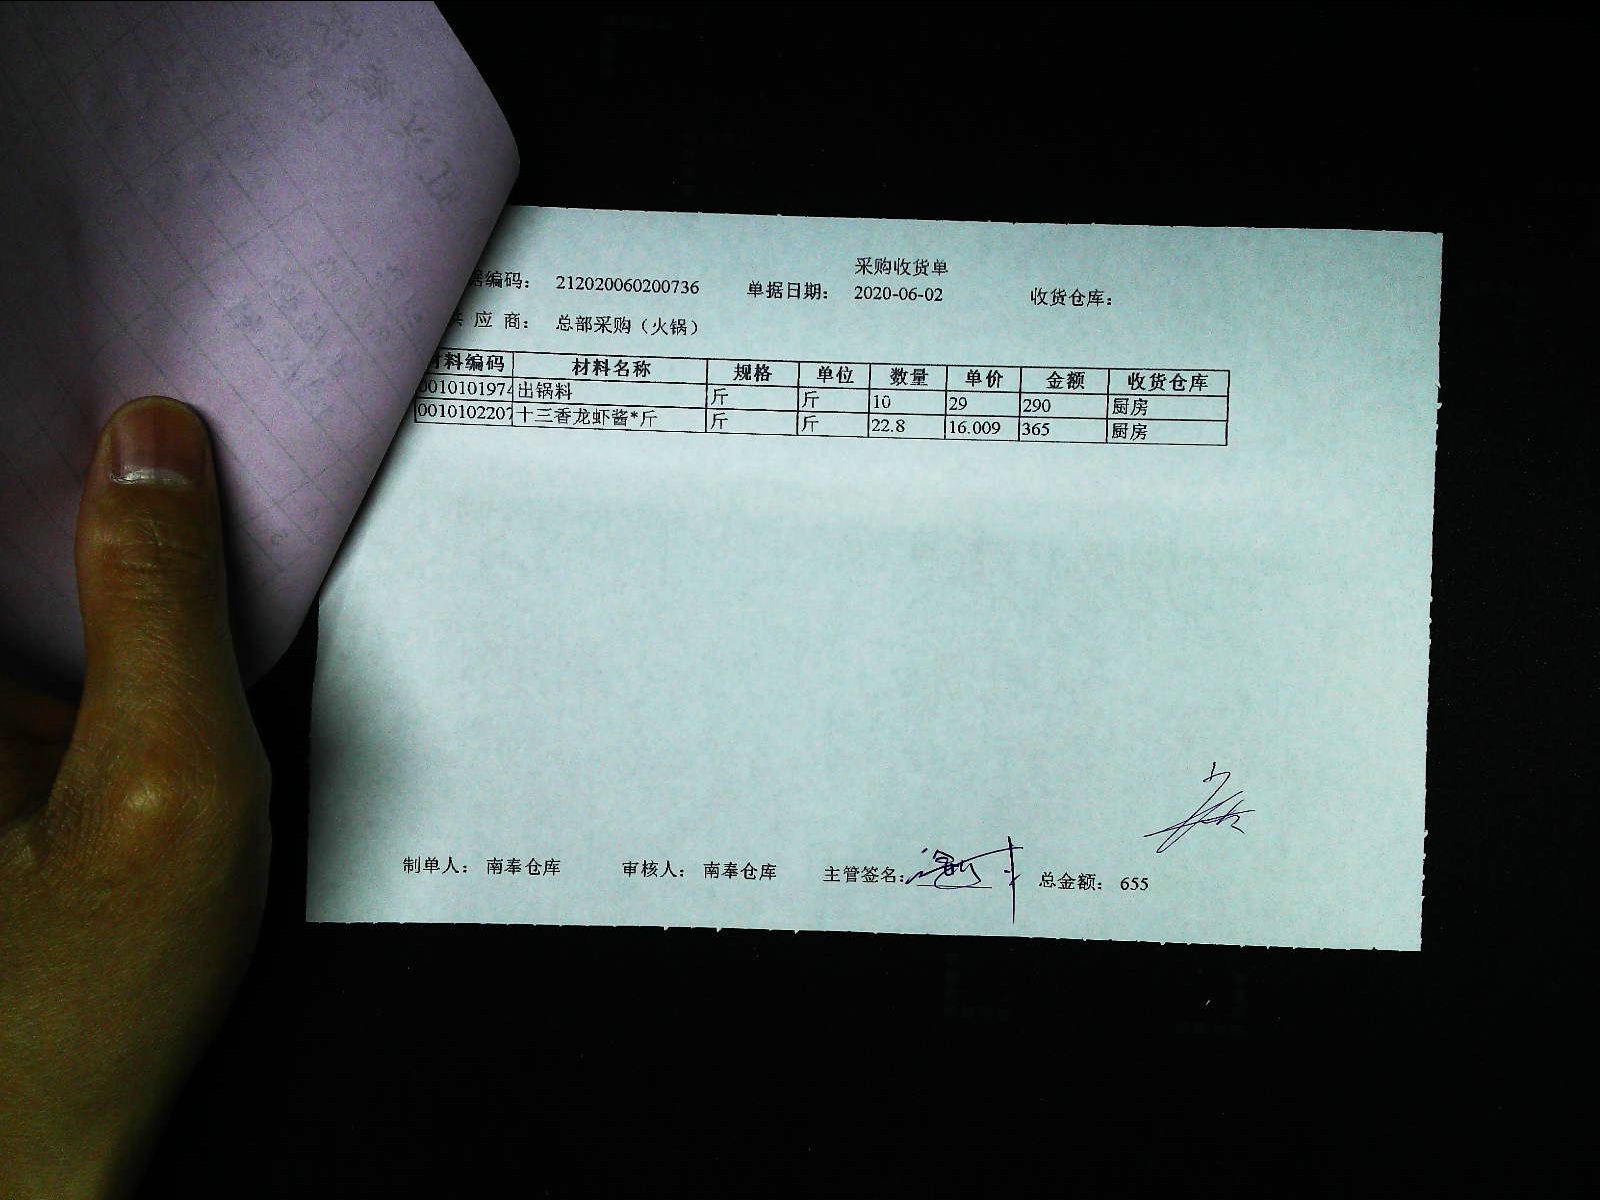 采购收货单
编码： 212020060200736 单据日期： 2020-06-02 收货仓库：
应 商： 总部采购（火锅）
料编码 材料名称 规格 单位 数量 单价 金额 收货仓库
0010101974 出锅料 斤 斤 10 29 290 厨房
0010102207 十三香龙虾酱*斤 斤 斤 22.8 16.009 365 厨房
制单人： 南奉仓库 审核人： 南奉仓库 主管签名： 总金额： 655